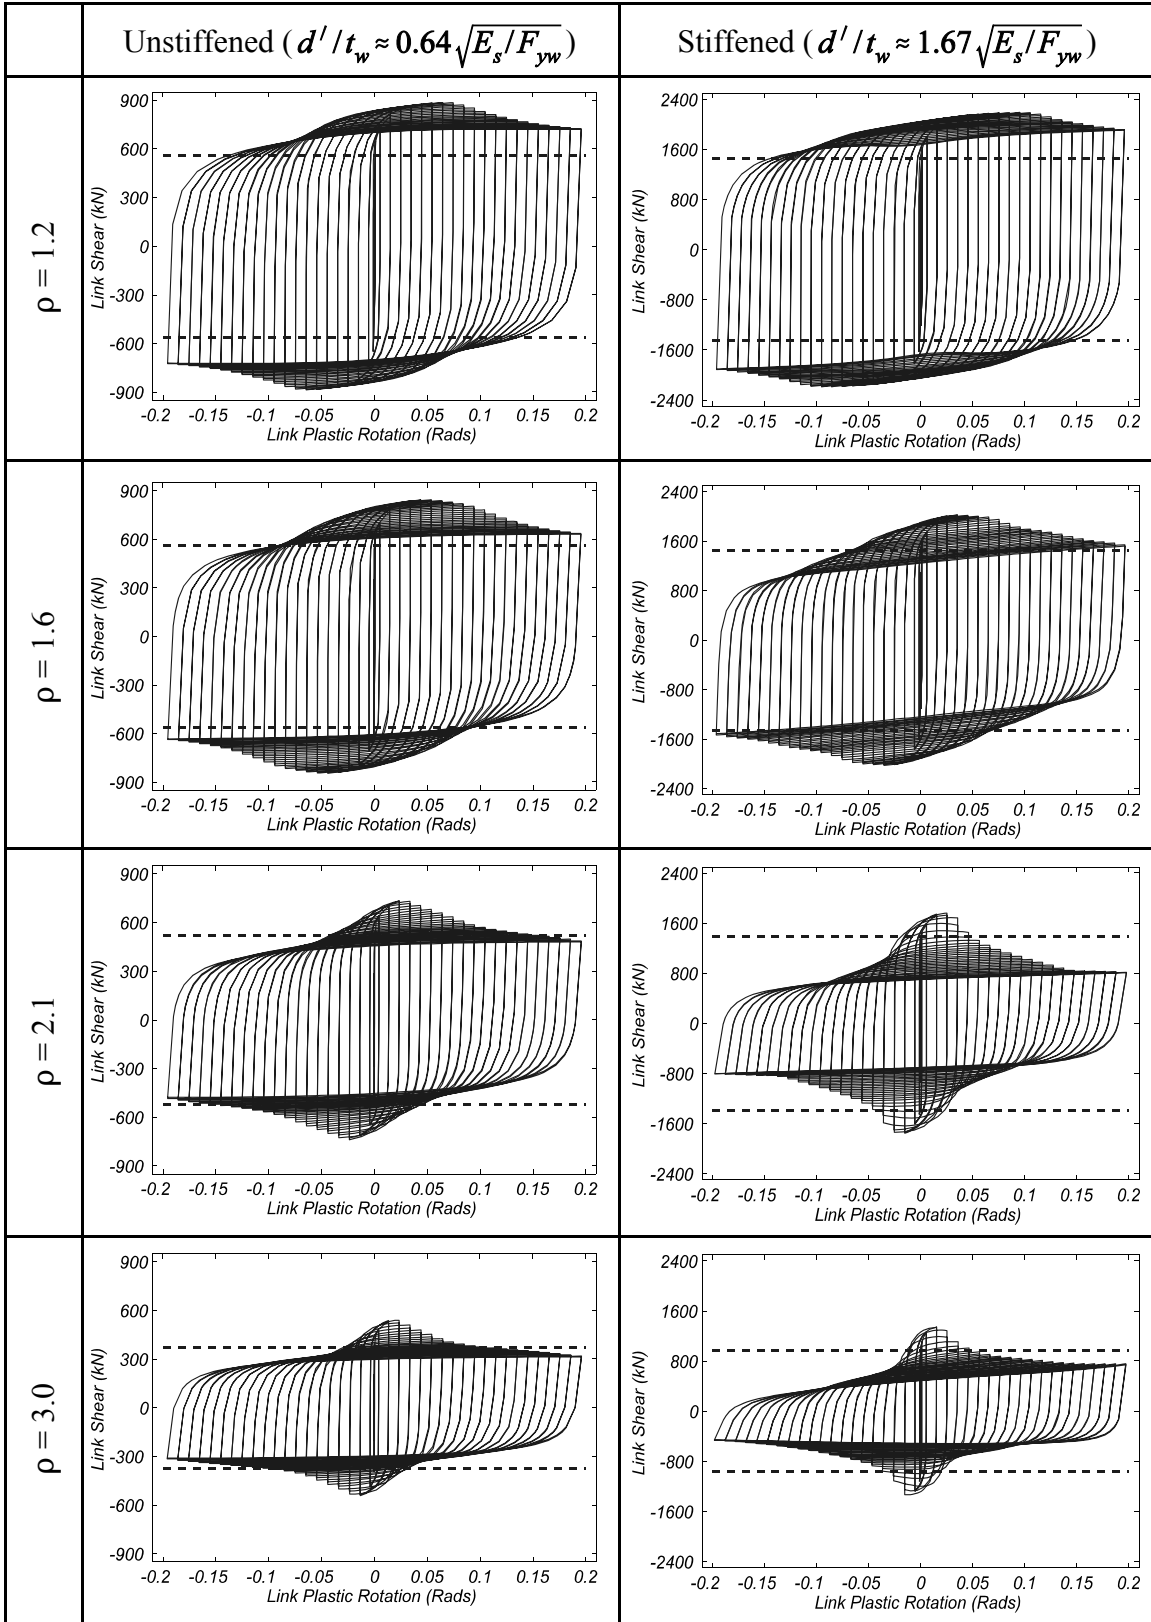 Unstiffened ( d′/t_w ≈ 0.64√E_s/F_yw ) Stiffened ( d′/t_w ≈ 1.67√E_s/F_yw )
ρ = 1.2
Link Shear (kN)
900
600
300
0
-300
-600
-900
-0.2 -0.15 -0.1 -0.05 0 0.05 0.1 0.15 0.2
Link Plastic Rotation (Rads)
Link Shear (kN)
2400
1600
800
0
-800
-1600
-2400
-0.2 -0.15 -0.1 -0.05 0 0.05 0.1 0.15 0.2
Link Plastic Rotation (Rads)
ρ = 1.6
Link Shear (kN)
900
600
300
0
-300
-600
-900
-0.2 -0.15 -0.1 -0.05 0 0.05 0.1 0.15 0.2
Link Plastic Rotation (Rads)
Link Shear (kN)
2400
1600
800
0
-800
-1600
-2400
-0.2 -0.15 -0.1 -0.05 0 0.05 0.1 0.15 0.2
Link Plastic Rotation (Rads)
ρ = 2.1
Link Shear (kN)
900
600
300
0
-300
-600
-900
-0.2 -0.15 -0.1 -0.05 0 0.05 0.1 0.15 0.2
Link Plastic Rotation (Rads)
Link Shear (kN)
2400
1600
800
0
-800
-1600
-2400
-0.2 -0.15 -0.1 -0.05 0 0.05 0.1 0.15 0.2
Link Plastic Rotation (Rads)
ρ = 3.0
Link Shear (kN)
900
600
300
0
-300
-600
-900
-0.2 -0.15 -0.1 -0.05 0 0.05 0.1 0.15 0.2
Link Plastic Rotation (Rads)
Link Shear (kN)
2400
1600
800
0
-800
-1600
-2400
-0.2 -0.15 -0.1 -0.05 0 0.05 0.1 0.15 0.2
Link Plastic Rotation (Rads)